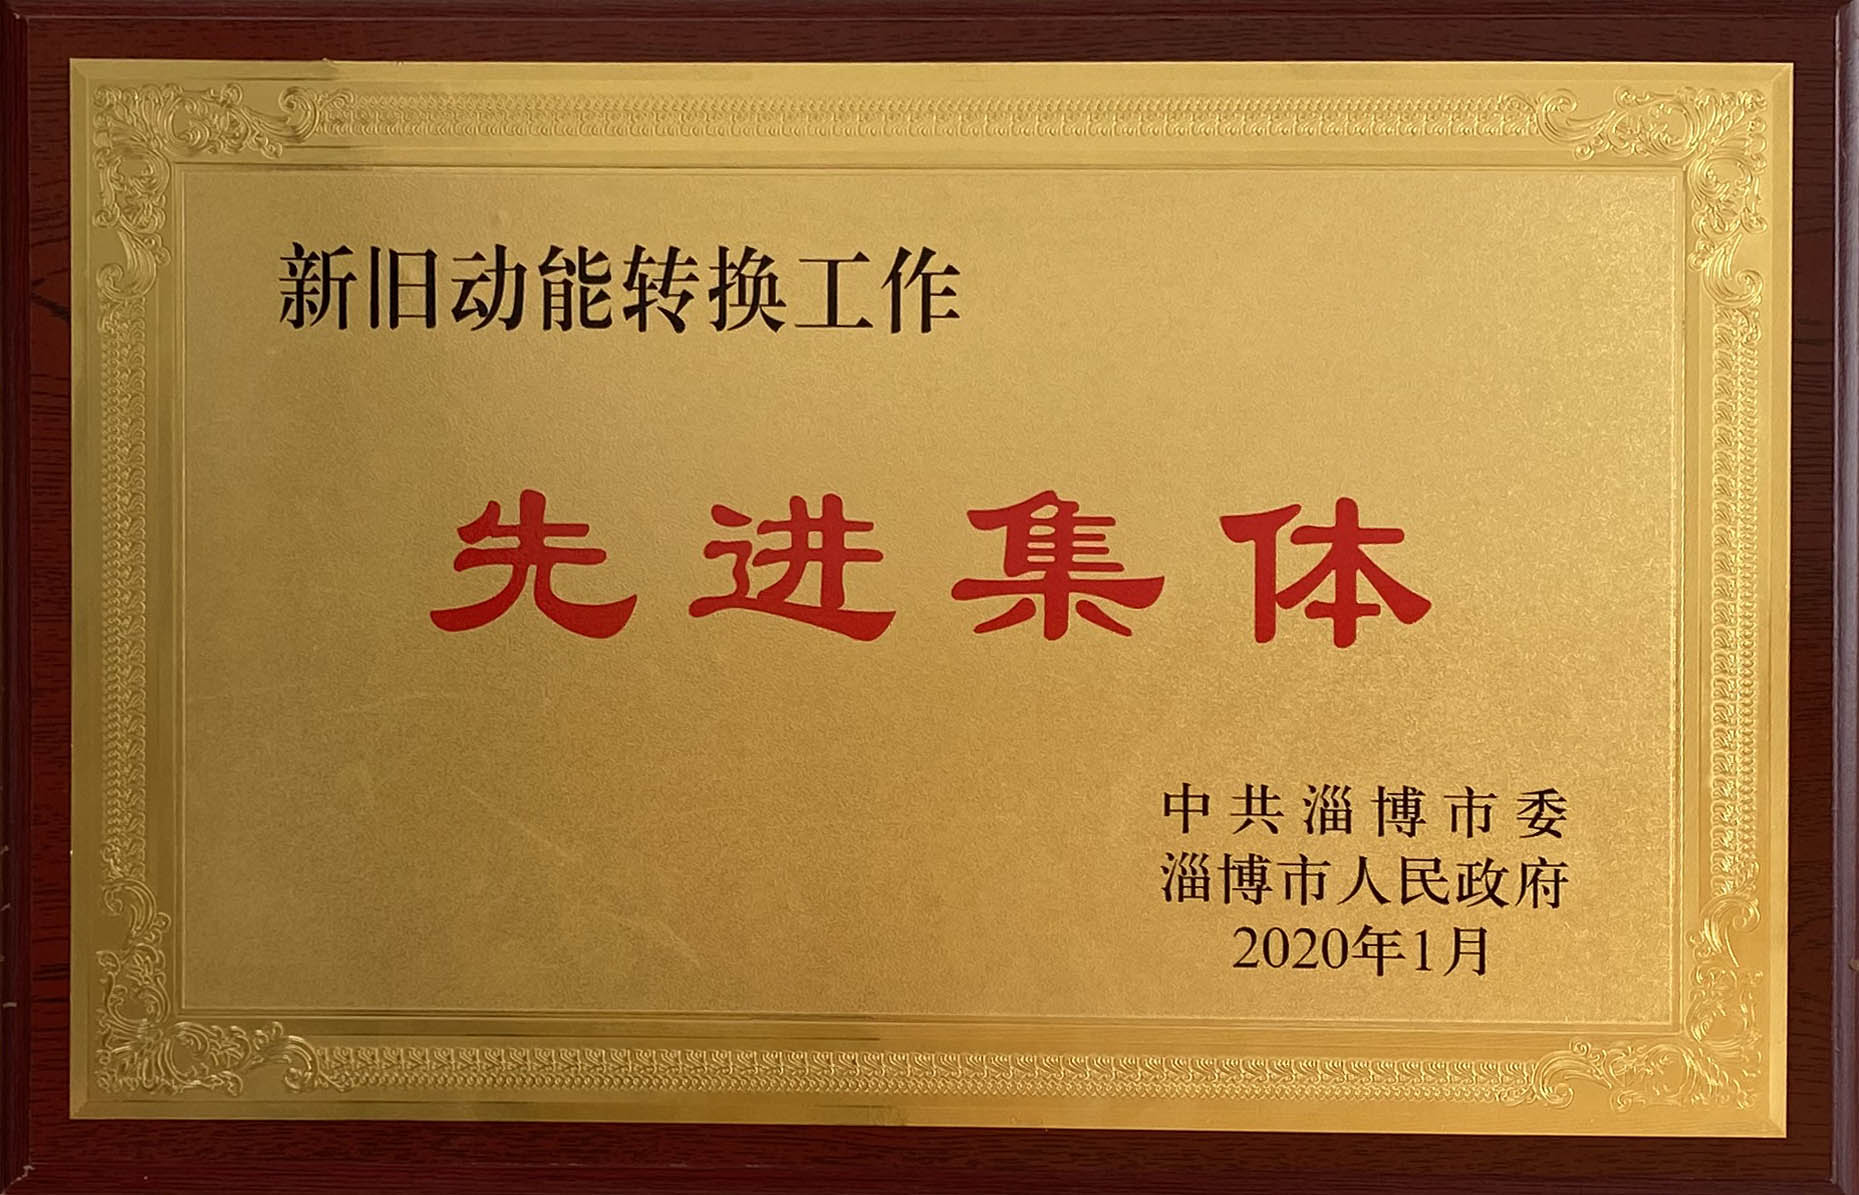 新旧动能转换工作
先进集体
中共淄博市委
淄博市人民政府
2020年1月